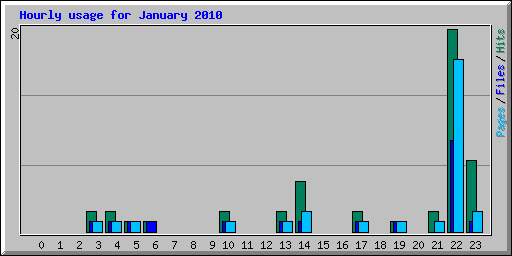 Hourly usage for January 2010
20
Pages / Files / Hits
0 1 2 3 4 5 6 7 8 9 10 11 12 13 14 15 16 17 18 19 20 21 22 23